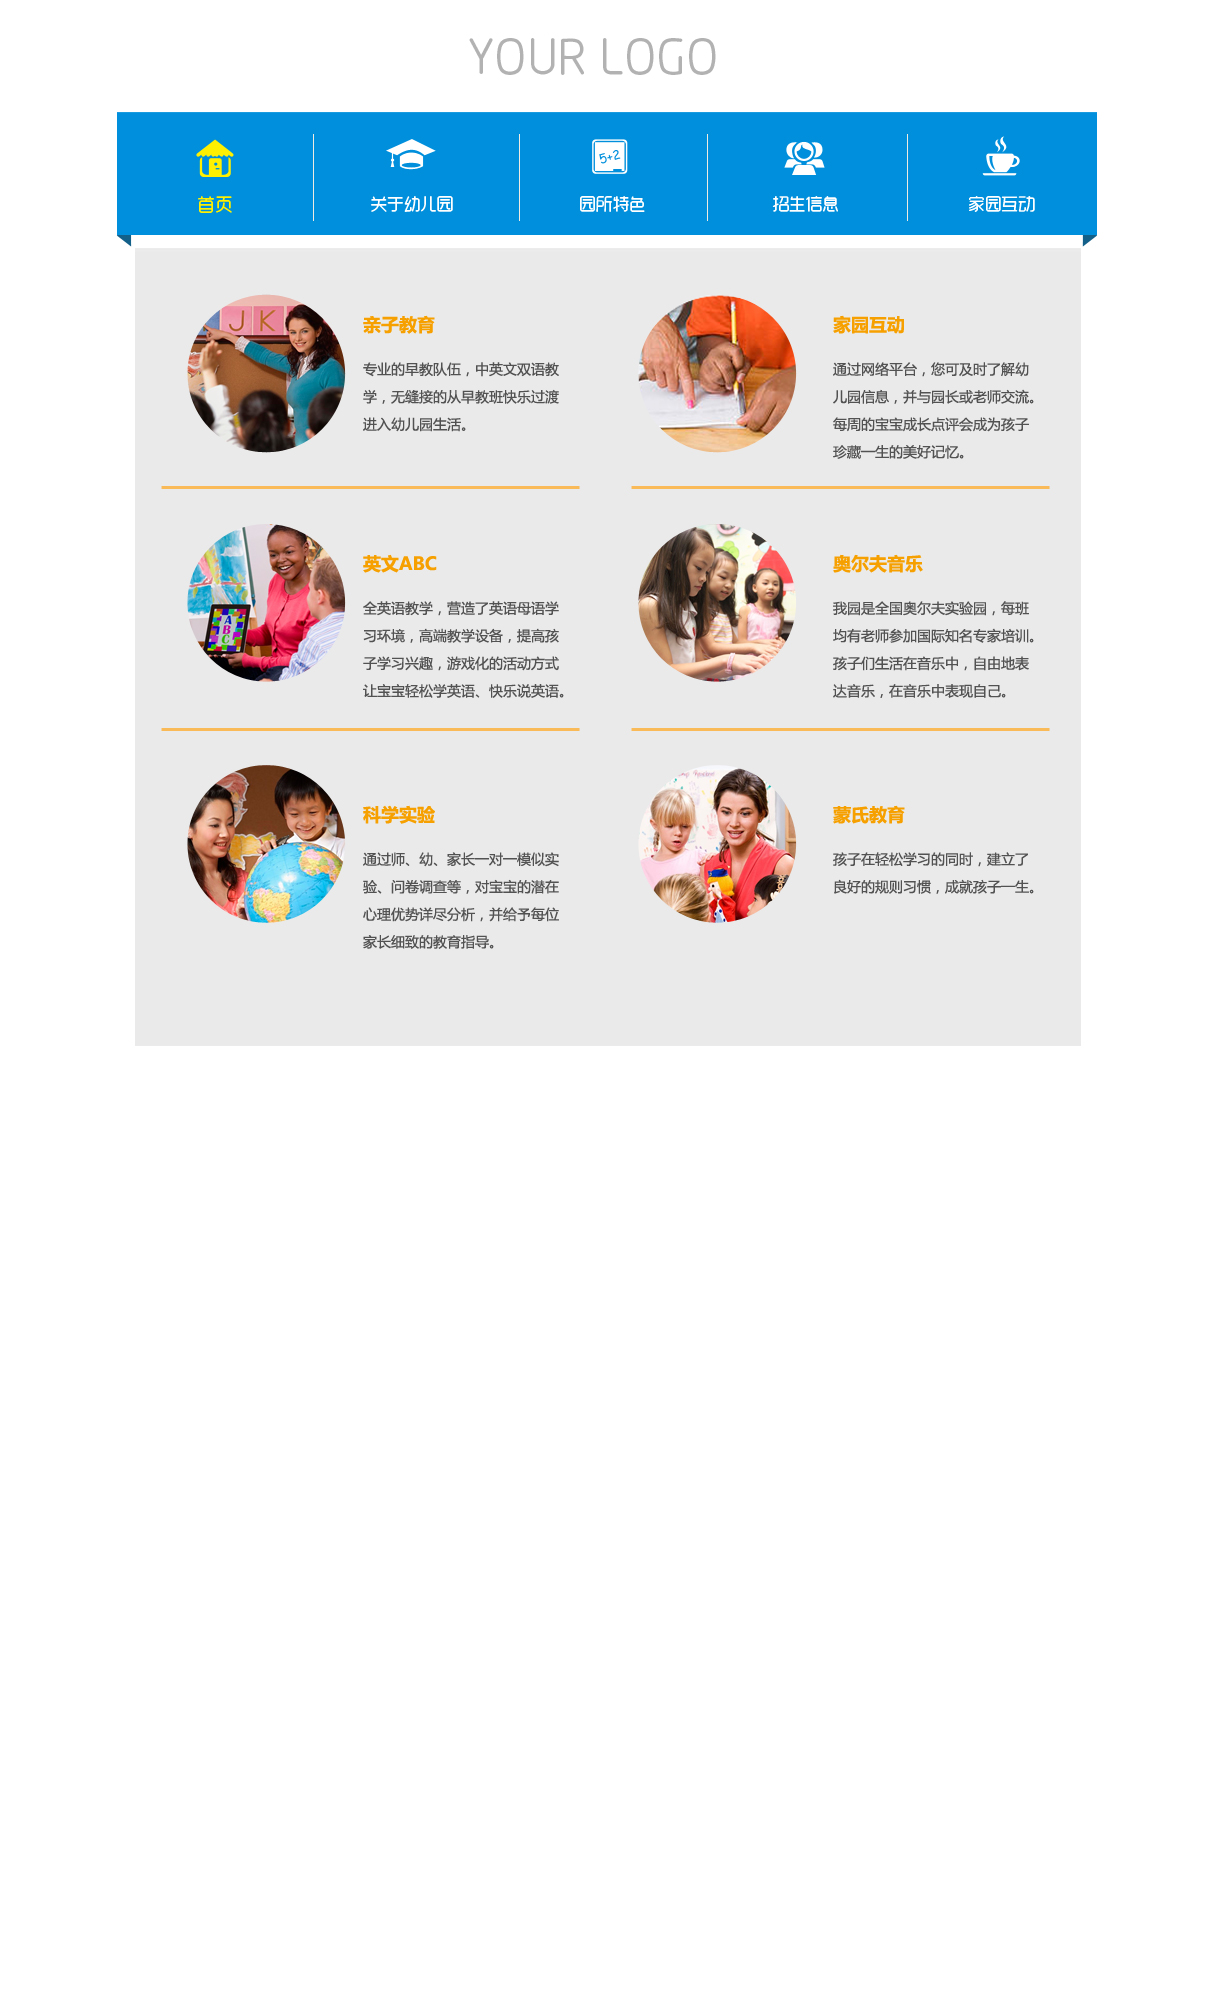 YOUR LOGO
首页
关于幼儿园
5+2
园所特色
招生信息
家园互动
J K
亲子教育
专业的早教队伍，中英文双语教
学，无缝接的从早教班快乐过渡
进入幼儿园生活。
家园互动
通过网络平台，您可及时了解幼
儿园信息，并与园长或老师交流。
每周的宝宝成长点评会成为孩子
珍藏一生的美好记忆。
A
B
C
英文ABC
全英语教学，营造了英语母语学
习环境，高端教学设备，提高孩
子学习兴趣，游戏化的活动方式
让宝宝轻松学英语、快乐说英语。
奥尔夫音乐
我园是全国奥尔夫实验园，每班
均有老师参加国际知名专家培训。
孩子们生活在音乐中，自由地表
达音乐，在音乐中表现自己。
科学实验
通过师、幼、家长一对一模似实
验、问卷调查等，对宝宝的潜在
心理优势详尽分析，并给予每位
家长细致的教育指导。
蒙氏教育
孩子在轻松学习的同时，建立了
良好的规则习惯，成就孩子一生。